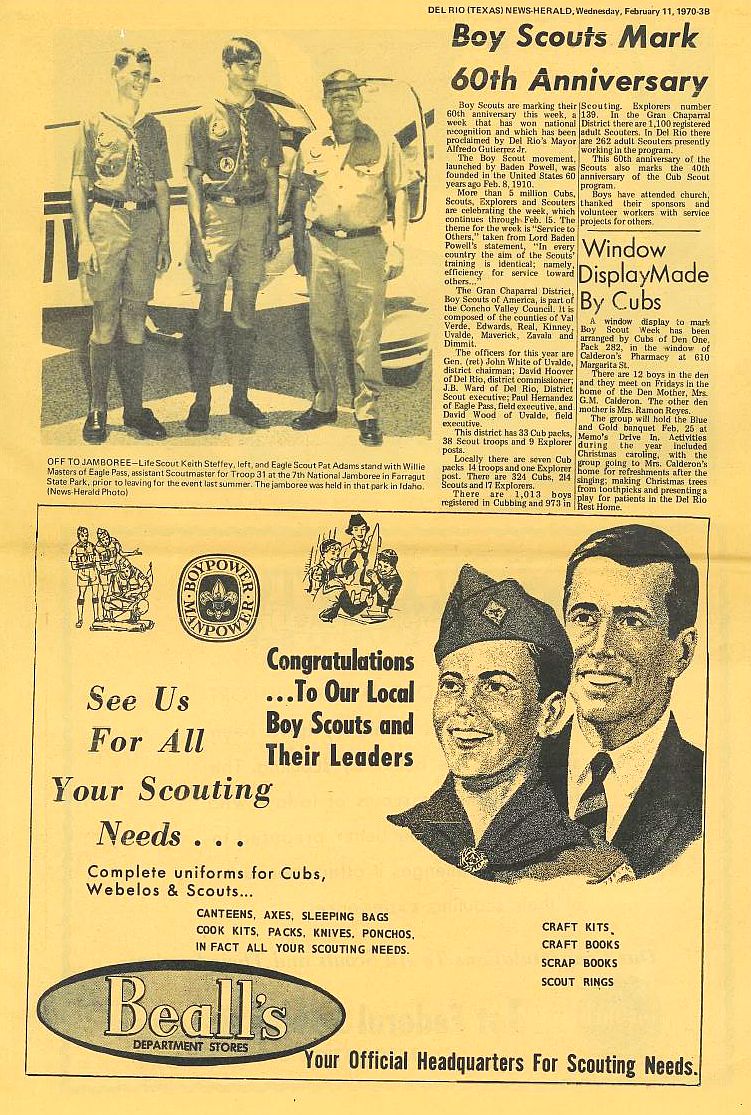 DEL RIO (TEXAS) NEWS-HERALD, Wednesday, February 11, 1970-3B
Boy Scouts Mark
60th Anniversary
Boy Scouts are marking their
60th anniversary this week, a
week that has won national
recognition and which has been
proclaimed by Del Rio's Mayor
Alfredo Gutierrez Jr.
The Boy Scout movement,
launched by Baden Powell, was
founded in the United States 60
years ago Feb. 8, 1910.
More than 5 million Cubs,
Scouts, Explorers and Scouters
are celebrating the week, which
continues through Feb. 15. The
theme for the week is "Service to
Others," taken from Lord Baden
Powell's statement, "In every
country the aim of the Scouts'
training is identical; namely,
efficiency for service toward
others..."
The Gran Chaparral District,
Boy Scouts of America, is part of
the Concho Valley Council. It is
composed of the counties of Val
Verde, Edwards, Real, Kinney,
Uvalde, Maverick, Zavala and
Dimmit.
The officers for this year are
Gen. (ret) John White of Uvalde,
district chairman; David Hoover
of Del Rio, district commissioner;
J.B. Ward of Del Rio, District
Scout executive; Paul Hernandez
of Eagle Pass, field executive, and
David Wood of Uvalde, field
executive.
This district has 33 Cub packs,
38 Scout troops and 9 Explorer
posts.
Locally there are seven Cub
packs 14 troops and one Explorer
post. There are 324 Cubs, 214
Scouts and 17 Explorers.
There are 1,013 boys
registered in Cubbing and 973 in
Scouting. Explorers number
139. In the Gran Chaparral
District there are 1,100 registered
adult Scouters. In Del Rio there
are 262 adult Scouters presently
working in the program.
This 60th anniversary of the
Scouts also marks the 40th
anniversary of the Cub Scout
program.
Boys have attended church,
thanked their sponsors and
volunteer workers with service
projects for others.
Window
DisplayMade
By Cubs
A window display to mark
Boy Scout Week has been
arranged by Cubs of Den One.
Pack 282, in the window of
Calderon's Pharmacy at 610
Margarita St.
There are 12 boys in the den
and they meet on Fridays in the
home of the Den Mother, Mrs.
G.M. Calderon. The other den
mother is Mrs. Ramon Reyes.
The group will hold the Blue
and Gold banquet Feb. 25 at
Memo's Drive In. Activities
during the year included
Christmas caroling, with the
group going to Mrs. Calderon's
home for refreshments after the
singing; making Christmas trees
from toothpicks and presenting a
play for patients in the Del Rio
Rest Home.
OFF TO JAMBOREE—Life Scout Keith Steffey, left, and Eagle Scout Pat Adams stand with Willie
Masters of Eagle Pass, assistant Scoutmaster for Troop 31 at the 7th National Jamboree in Farragut
State Park, prior to leaving for the event last summer. The jamboree was held in that park in Idaho.
(News-Herald Photo)
BOYPOWER
MANPOWER
Congratulations
...To Our Local
Boy Scouts and
Their Leaders
See Us
For All
Your Scouting
Needs . . .
Complete uniforms for Cubs,
Webelos & Scouts...
CANTEENS, AXES, SLEEPING BAGS
COOK KITS, PACKS, KNIVES, PONCHOS,
IN FACT ALL YOUR SCOUTING NEEDS.
CRAFT KITS,
CRAFT BOOKS
SCRAP BOOKS
SCOUT RINGS
Beall's
DEPARTMENT STORES
Your Official Headquarters For Scouting Needs.